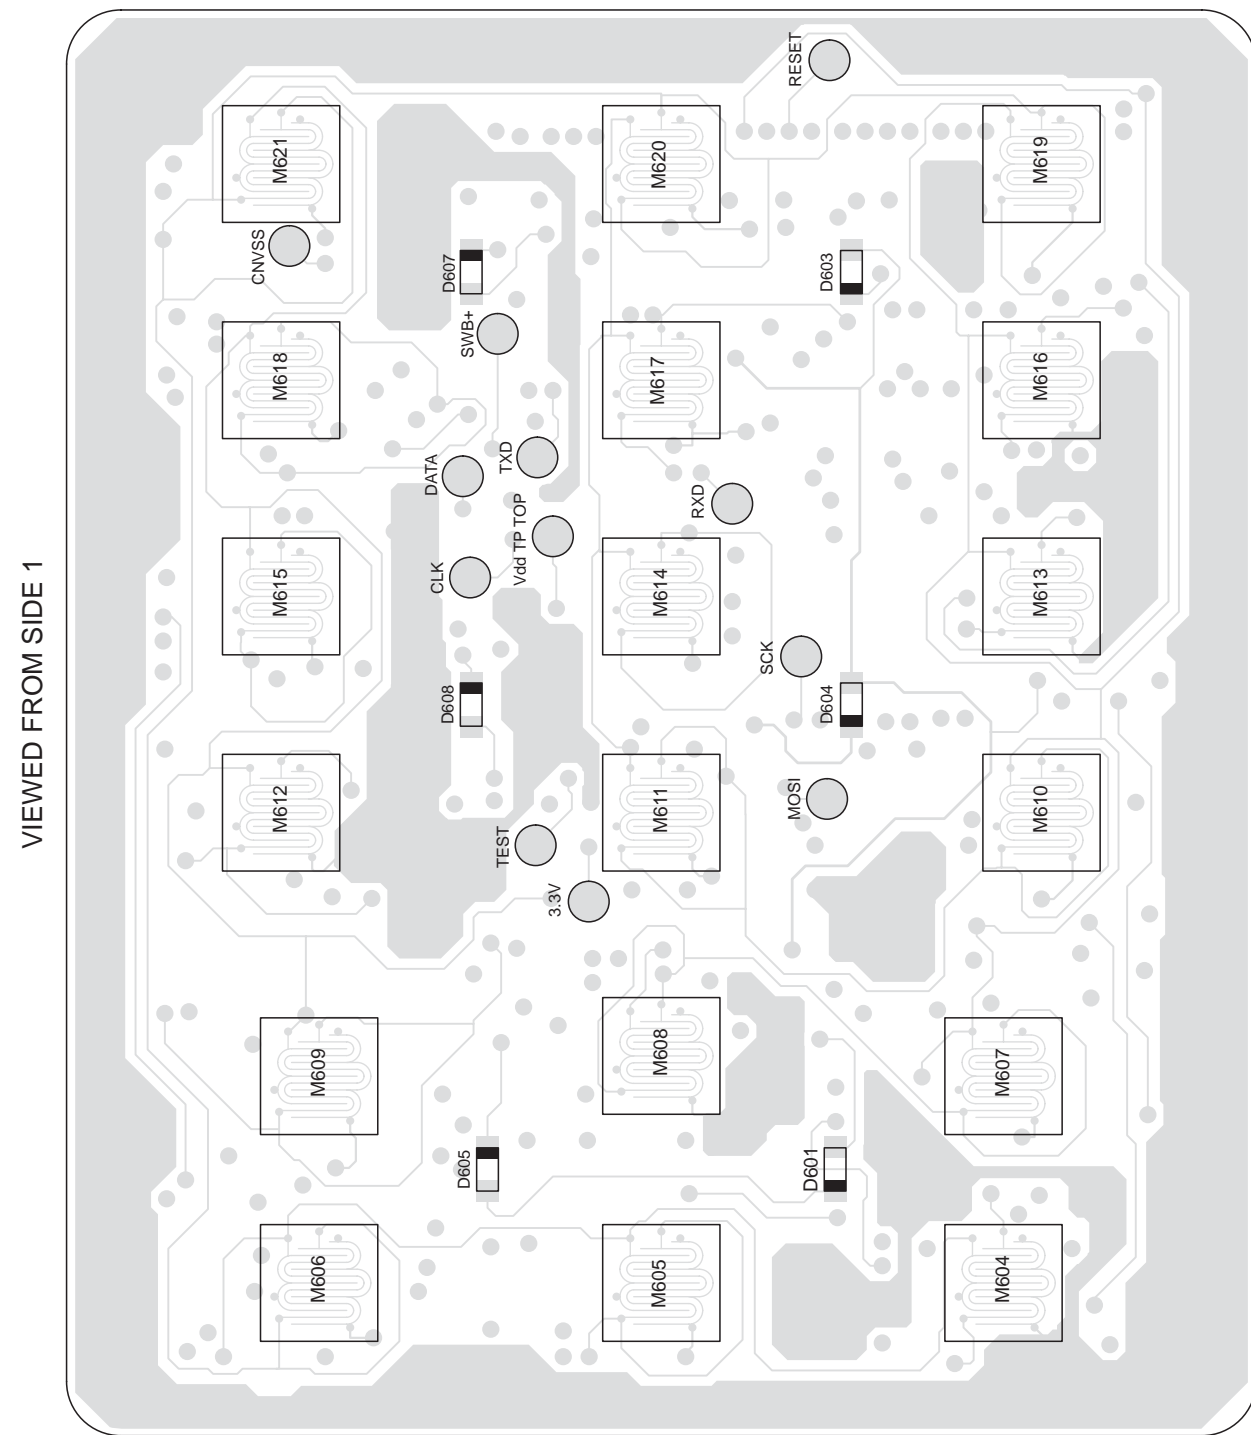 VIEWED FROM SIDE 1
RESET
M621
M620
M619
CNVSS
D607
D603
SWB+
M618
M617
M616
DATA
TXD
RXD
Vdd TP TOP
CLK
M615
M614
M613
SCK
D608
D604
M612
M611
M610
MOSI
TEST
3.3V
M609
M608
M607
D605
D601
M606
M605
M604